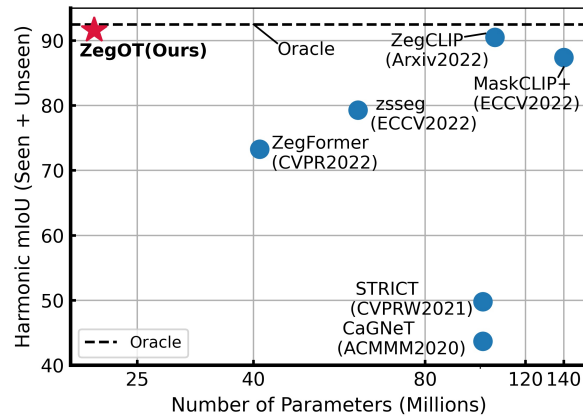 Harmonic mIoU (Seen + Unseen)
90
80
70
60
50
40
ZegOT(Ours)
Oracle
ZegCLIP
(Arxiv2022)
MaskCLIP+
(ECCV2022)
zsseg
(ECCV2022)
ZegFormer
(CVPR2022)
STRICT
(CVPRW2021)
CaGNeT
(ACMMM2020)
Oracle
25
40
80
120
140
Number of Parameters (Millions)